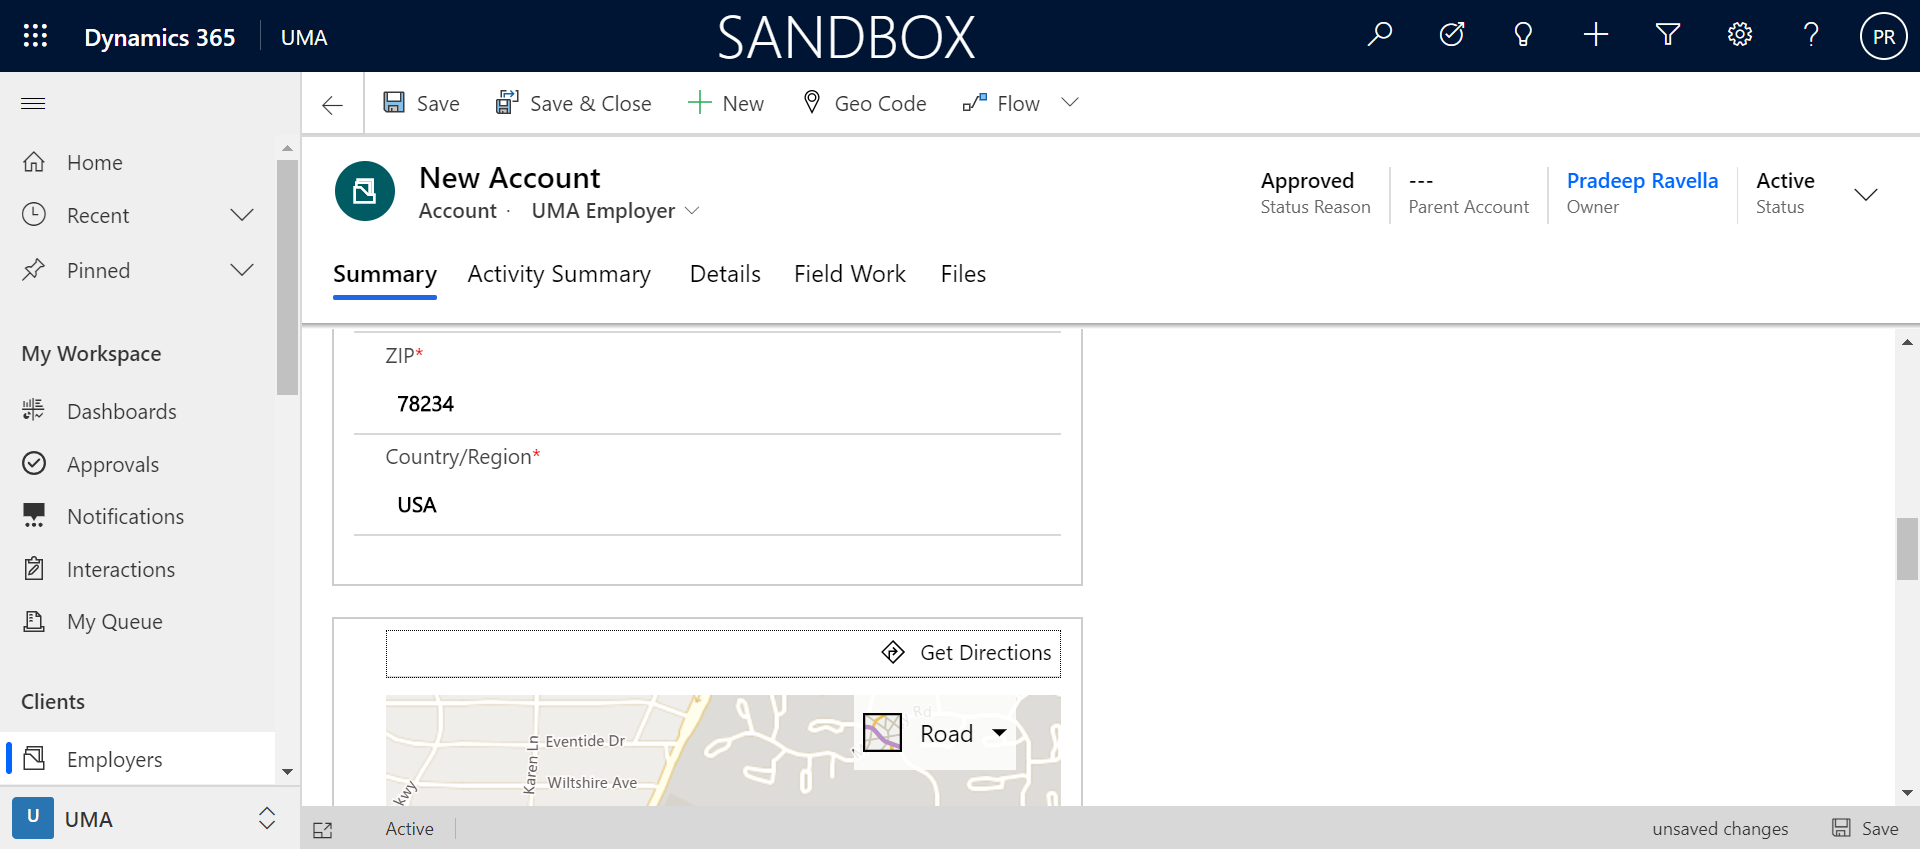 Dynamics 365
UMA
SANDBOX
PR
Save
Save & Close
New
Geo Code
Flow
Home
Recent
Pinned
My Workspace
Dashboards
Approvals
Notifications
Interactions
My Queue
Clients
Employers
U
UMA
New Account
Account · UMA Employer
Approved
Status Reason
---
Parent Account
Pradeep Ravella
Owner
Active
Status
Summary
Activity Summary
Details
Field Work
Files
ZIP*
78234
Country/Region*
USA
Get Directions
Rd
Road
Eventide Dr
Karen Ln
Wiltshire Ave
kwy
Active
unsaved changes
Save